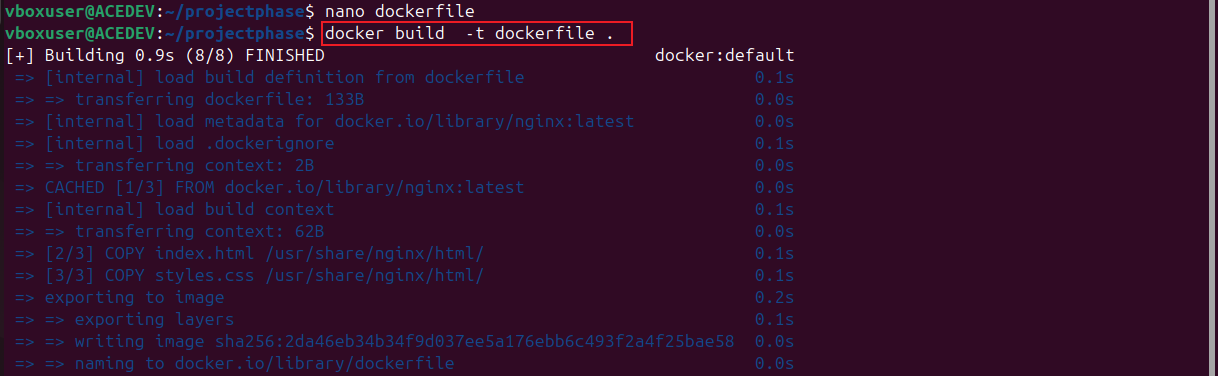 vboxuser@ACEDEV:~/projectphase$ nano dockerfile
vboxuser@ACEDEV:~/projectphase$ docker build  -t dockerfile .
[+] Building 0.9s (8/8) FINISHED                                 docker:default
 => [internal] load build definition from dockerfile                       0.1s
 => => transferring dockerfile: 133B                                       0.0s
 => [internal] load metadata for docker.io/library/nginx:latest            0.0s
 => [internal] load .dockerignore                                          0.1s
 => => transferring context: 2B                                            0.0s
 => CACHED [1/3] FROM docker.io/library/nginx:latest                       0.0s
 => [internal] load build context                                          0.1s
 => => transferring context: 62B                                           0.0s
 => [2/3] COPY index.html /usr/share/nginx/html/                           0.1s
 => [3/3] COPY styles.css /usr/share/nginx/html/                           0.1s
 => exporting to image                                                     0.2s
 => => exporting layers                                                    0.1s
 => => writing image sha256:2da46eb34b34f9d037ee5a176ebb6c493f2a4f25bae58  0.0s
 => => naming to docker.io/library/dockerfile                              0.0s